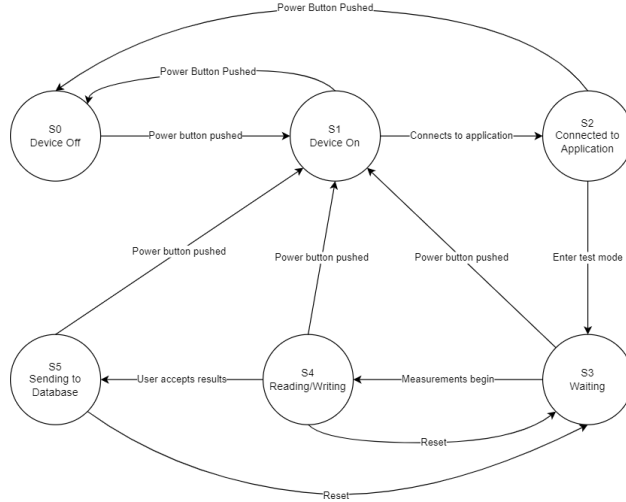 Power Button Pushed
Power Button Pushed
S0
Device Off
Power button pushed
S1
Device On
Connects to application
S2
Connected to
Application
Power button pushed
Power button pushed
Power button pushed
Enter test mode
S5
Sending to
Database
User accepts results
S4
Reading/Writing
Measurements begin
S3
Waiting
Reset
Reset